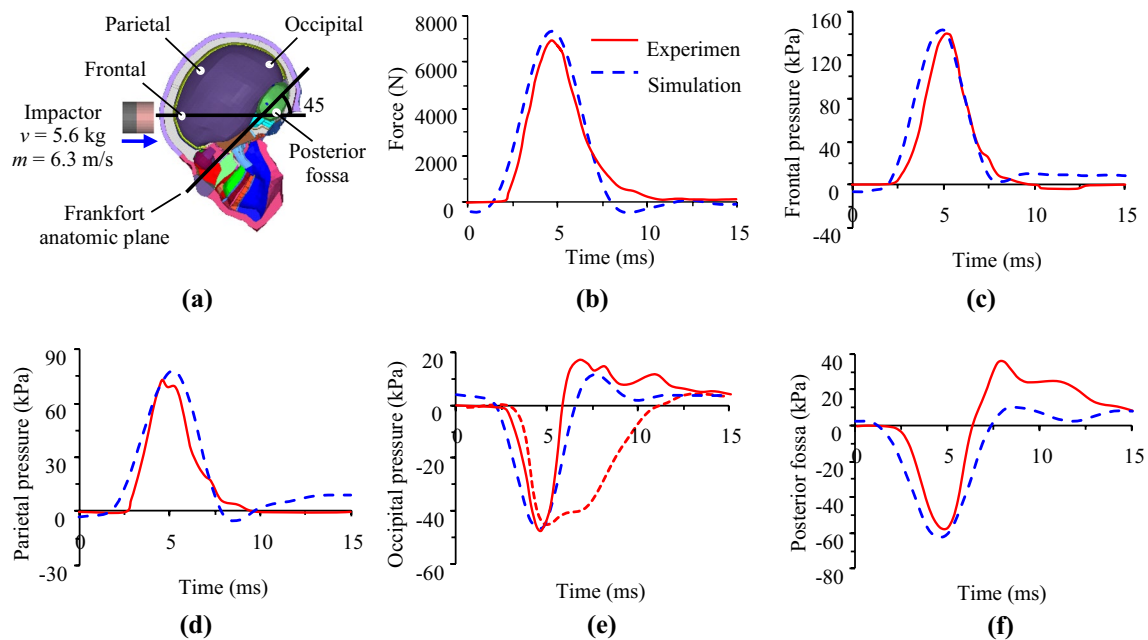 Parietal
Occipital
Frontal
Impactor
v = 5.6 kg
m = 6.3 m/s
45
Posterior
fossa
Frankfort
anatomic plane
(a)
8000
6000
4000
2000
0
Force (N)
Experimen
Simulation
0 5 10 15
Time (ms)
(b)
160
120
80
40
0
-40
Frontal pressure (kPa)
0 5 10 15
Time (ms)
(c)
90
60
30
0
-30
Parietal pressure (kPa)
0 5 10 15
Time (ms)
(d)
20
0
-20
-40
-60
Occipital pressure (kPa)
0 5 10 15
Time (ms)
(e)
40
20
0
-20
-40
-60
-80
Posterior fossa (kPa)
0 5 10 15
Time (ms)
(f)